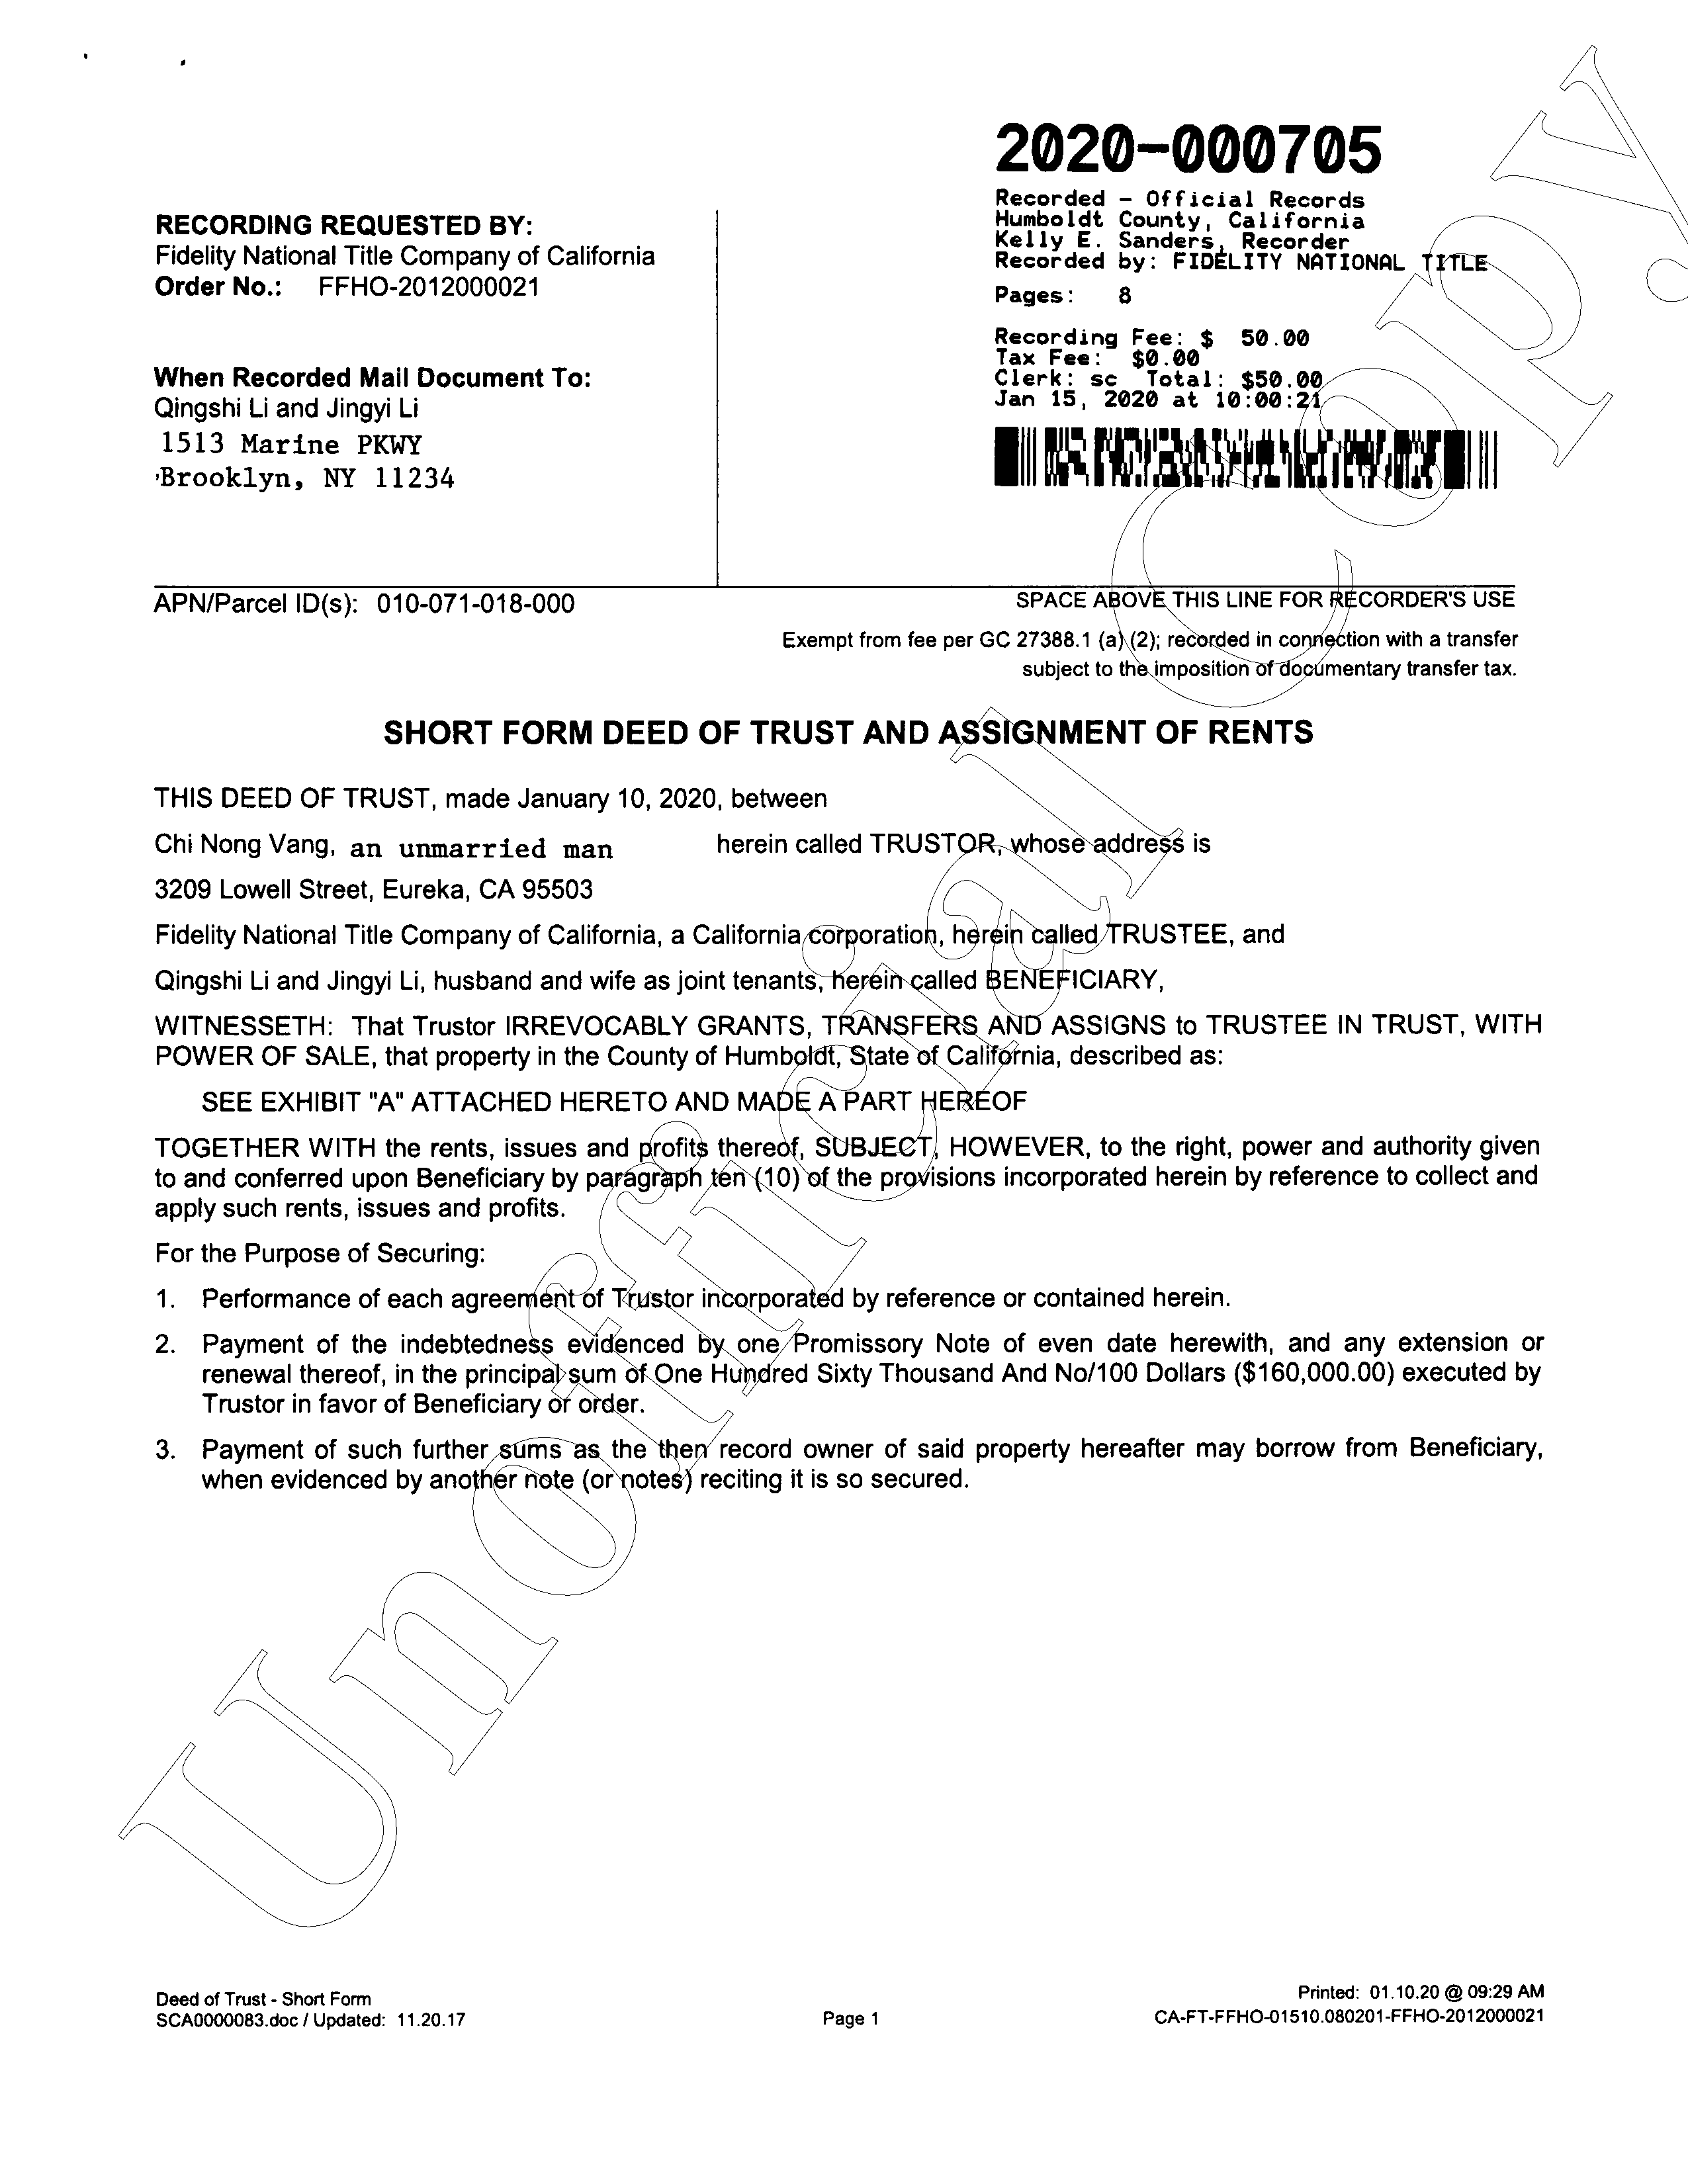 2020-000705
Recorded - Official Records
Humboldt County, California
Kelly E. Sanders, Recorder
Recorded by: FIDELITY NATIONAL TITLE
Pages: 8
Recording Fee: $ 50.00
Tax Fee: $0.00
Clerk: sc Total: $50.00
Jan 15, 2020 at 10:00:21
RECORDING REQUESTED BY:
Fidelity National Title Company of California
Order No.: FFHO-2012000021
When Recorded Mail Document To:
Qingshi Li and Jingyi Li
1513 Marine PKWY
Brooklyn, NY 11234
APN/Parcel ID(s): 010-071-018-000
SPACE ABOVE THIS LINE FOR RECORDER'S USE
Exempt from fee per GC 27388.1 (a) (2); recorded in connection with a transfer
subject to the imposition of documentary transfer tax.
SHORT FORM DEED OF TRUST AND ASSIGNMENT OF RENTS
THIS DEED OF TRUST, made January 10, 2020, between
Chi Nong Vang, an unmarried man herein called TRUSTOR, whose address is
3209 Lowell Street, Eureka, CA 95503
Fidelity National Title Company of California, a California corporation, herein called TRUSTEE, and
Qingshi Li and Jingyi Li, husband and wife as joint tenants, herein called BENEFICIARY,
WITNESSETH: That Trustor IRREVOCABLY GRANTS, TRANSFERS AND ASSIGNS to TRUSTEE IN TRUST, WITH
POWER OF SALE, that property in the County of Humboldt, State of California, described as:
SEE EXHIBIT "A" ATTACHED HERETO AND MADE A PART HEREOF
TOGETHER WITH the rents, issues and profits thereof, SUBJECT, HOWEVER, to the right, power and authority given
to and conferred upon Beneficiary by paragraph ten (10) of the provisions incorporated herein by reference to collect and
apply such rents, issues and profits.
For the Purpose of Securing:
1. Performance of each agreement of Trustor incorporated by reference or contained herein.
2. Payment of the indebtedness evidenced by one Promissory Note of even date herewith, and any extension or
renewal thereof, in the principal sum of One Hundred Sixty Thousand And No/100 Dollars ($160,000.00) executed by
Trustor in favor of Beneficiary or order.
3. Payment of such further sums as the then record owner of said property hereafter may borrow from Beneficiary,
when evidenced by another note (or notes) reciting it is so secured.
Unofficial Copy
Deed of Trust - Short Form
SCA0000083.doc / Updated: 11.20.17
Page 1
Printed: 01.10.20 @ 09:29 AM
CA-FT-FFHO-01510.080201-FFHO-2012000021